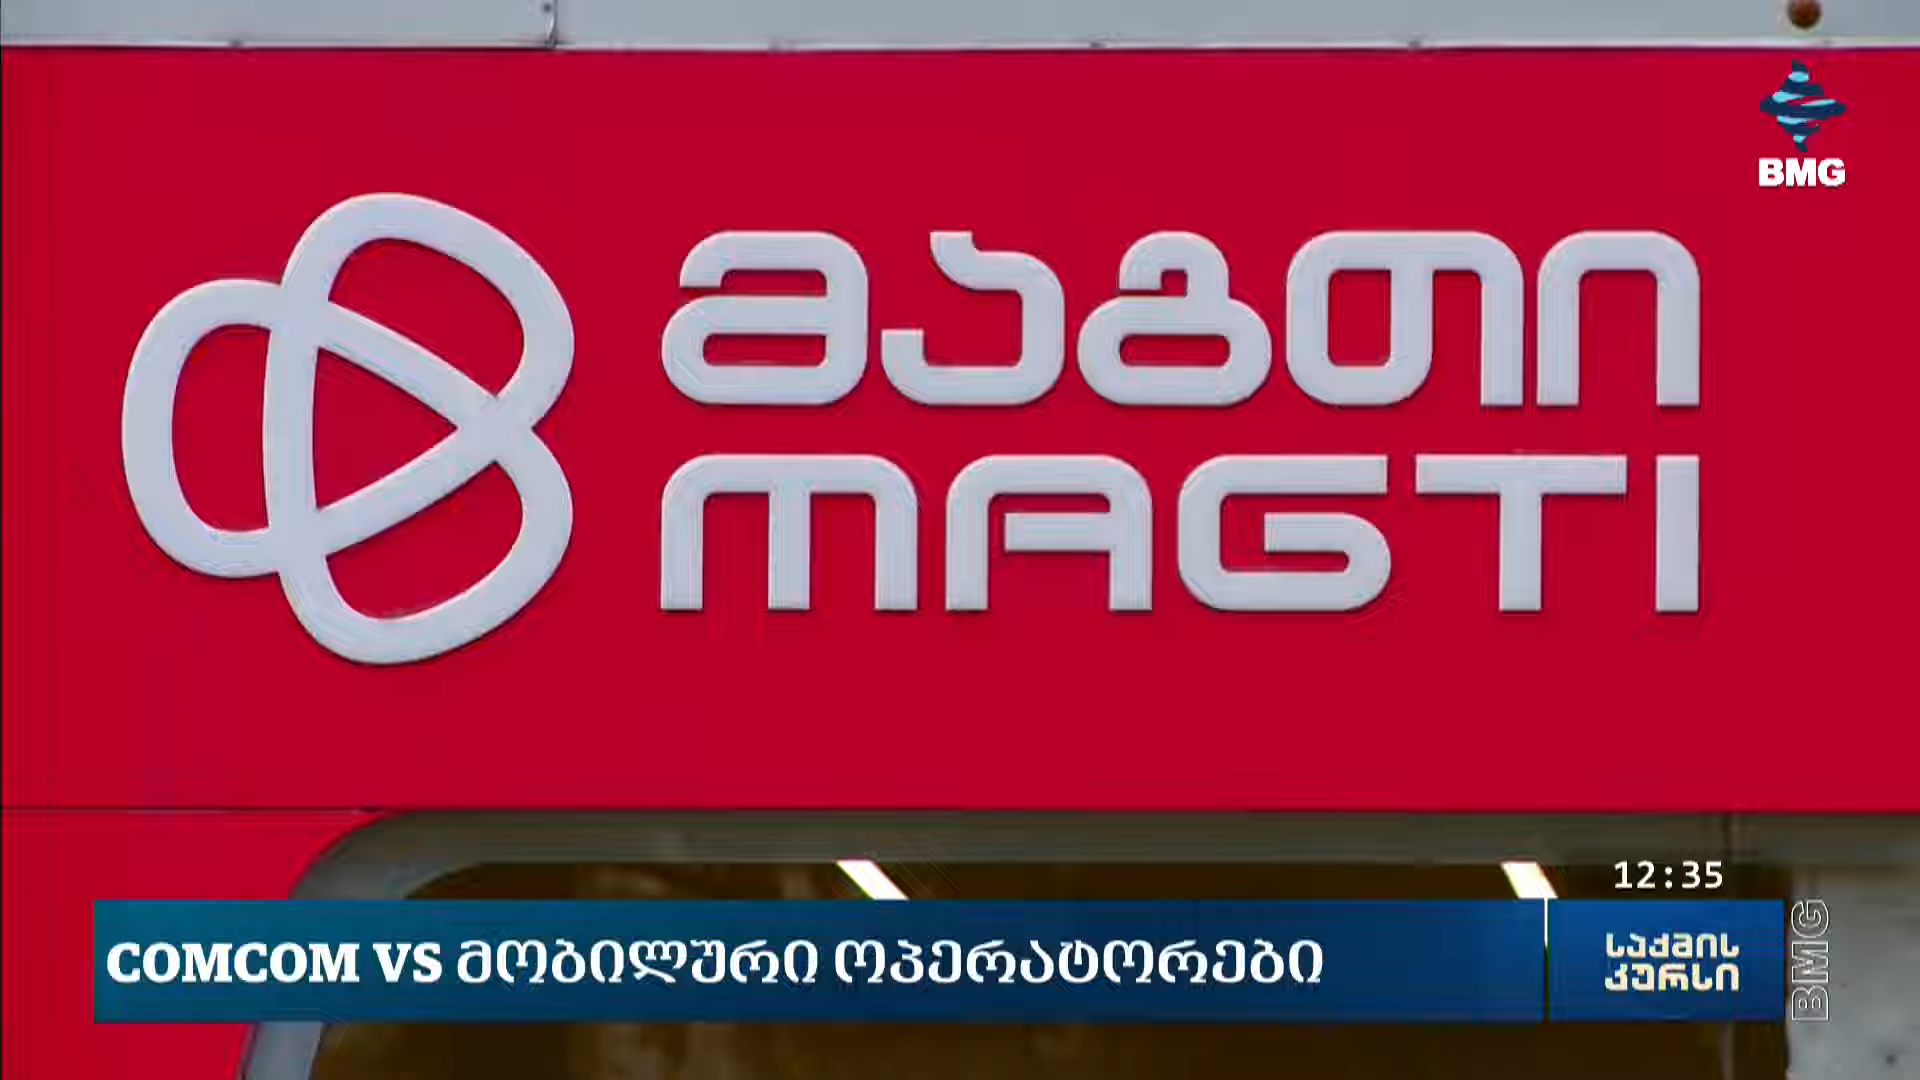 BMG
მაგთი
MAGTI
12:35
COMCOM VS მობილური ოპერატორები
საქმის
კურსი
BMG